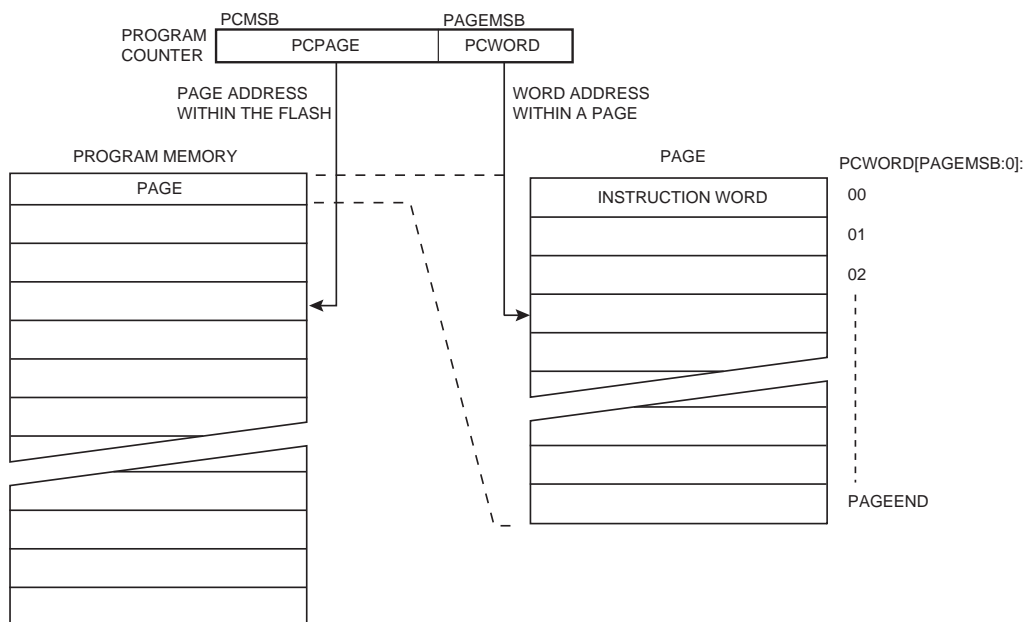 PCMSB PAGEMSB
PROGRAM
COUNTER
PCPAGE PCWORD
PAGE ADDRESS
WITHIN THE FLASH
WORD ADDRESS
WITHIN A PAGE
PROGRAM MEMORY
PAGE
PAGE
INSTRUCTION WORD
PCWORD[PAGEMSB:0]:
00
01
02
PAGEEND